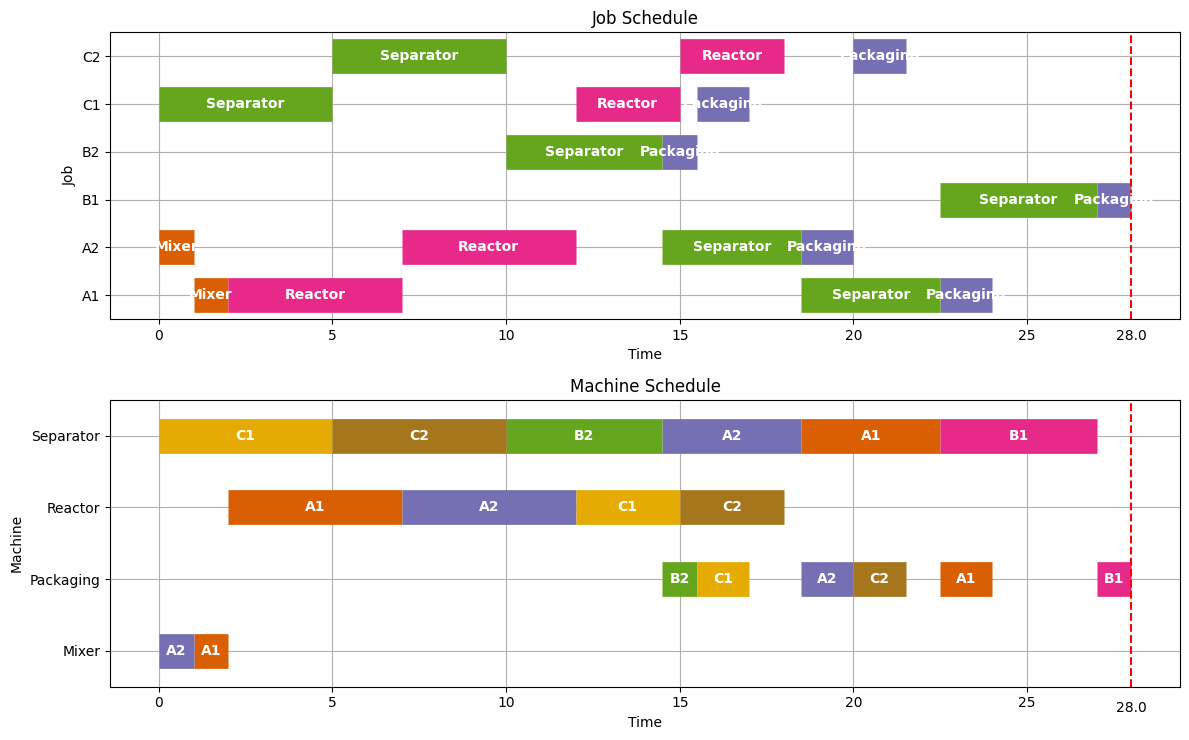 Job Schedule
C2 Separator Reactor Packaging
C1 Separator Reactor Packaging
B2 Separator Packaging
B1 Separator Packaging
A2 Mixer Reactor Separator Packaging
A1 Mixer Reactor Separator Packaging
Job
0 5 10 15 20 25 28.0
Time
Machine Schedule
Separator C1 C2 B2 A2 A1 B1
Reactor A1 A2 C1 C2
Packaging B2 C1 A2 C2 A1 B1
Mixer A2 A1
Machine
0 5 10 15 20 25 28.0
Time